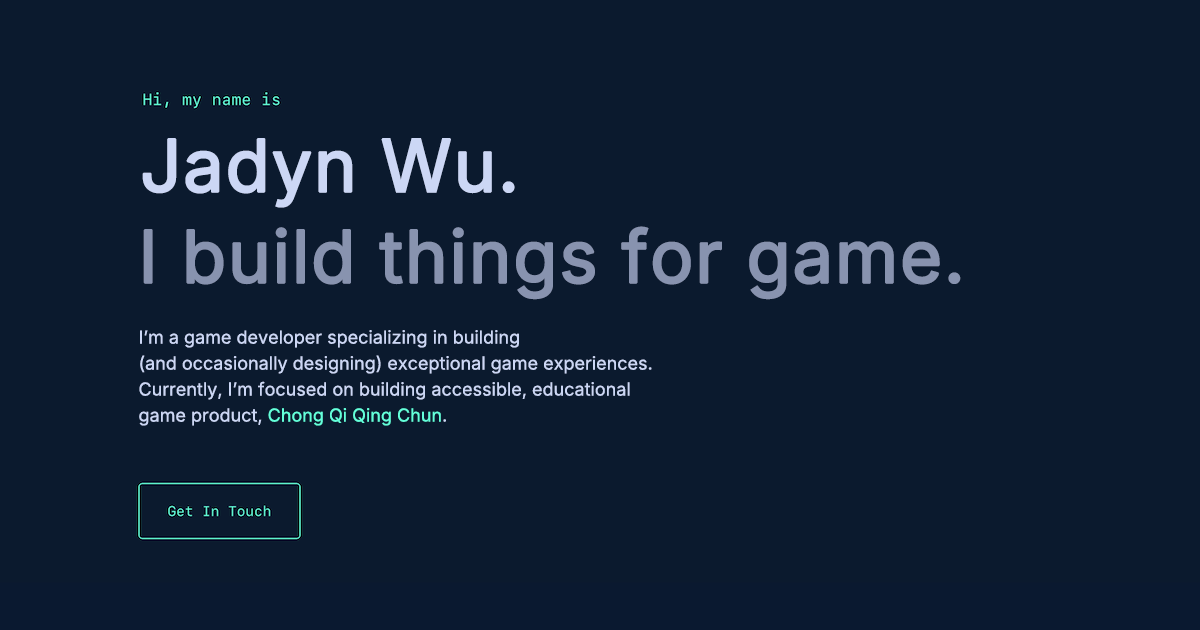 Hi, my name is
Jadyn Wu.
I build things for game.
I’m a game developer specializing in building
(and occasionally designing) exceptional game experiences.
Currently, I’m focused on building accessible, educational
game product, Chong Qi Qing Chun.
Get In Touch